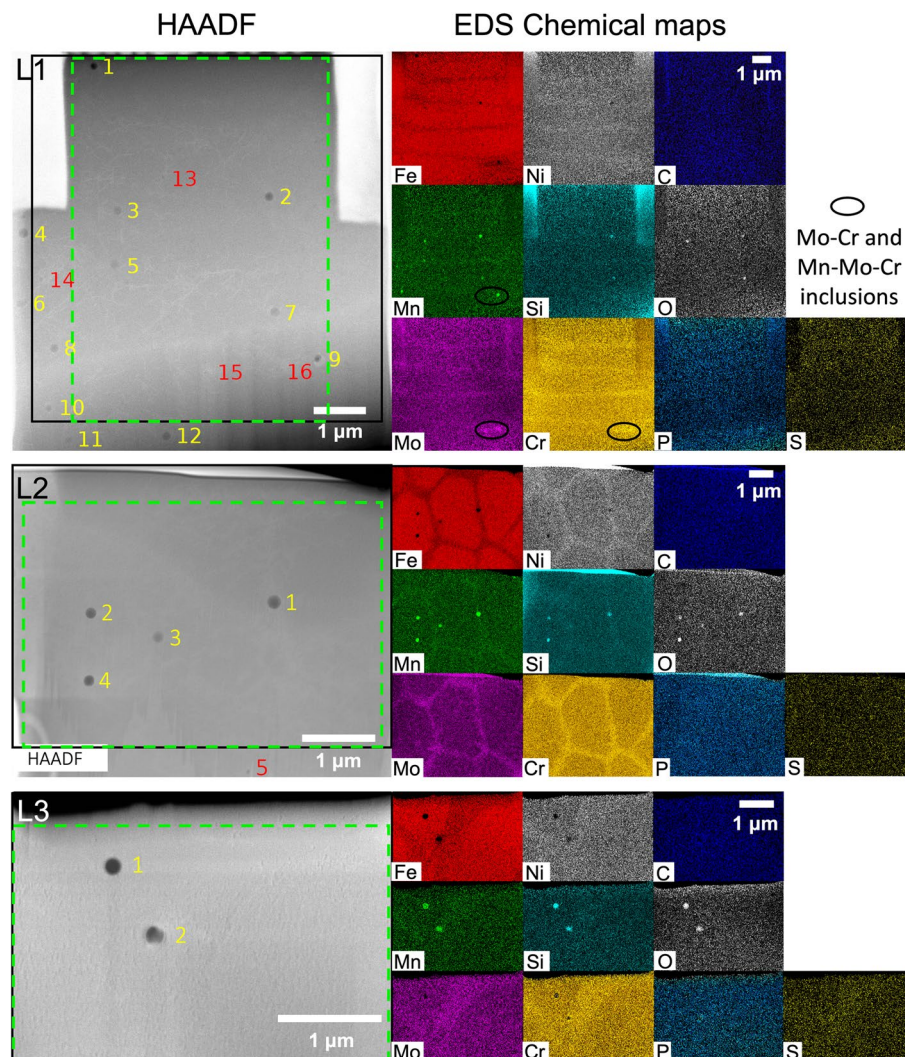 HAADF
EDS Chemical maps
L1
1
13
2
3
4
5
14
6
7
8
9
15
16
10
11
12
1 µm
1 µm
Fe
Ni
C
Mn
Si
O
Mo
Cr
P
S
Mo-Cr and
Mn-Mo-Cr
inclusions
L2
1
2
3
4
HAADF
5
1 µm
1 µm
Fe
Ni
C
Mn
Si
O
Mo
Cr
P
S
L3
1
2
1 µm
1 µm
Fe
Ni
C
Mn
Si
O
Mo
Cr
P
S